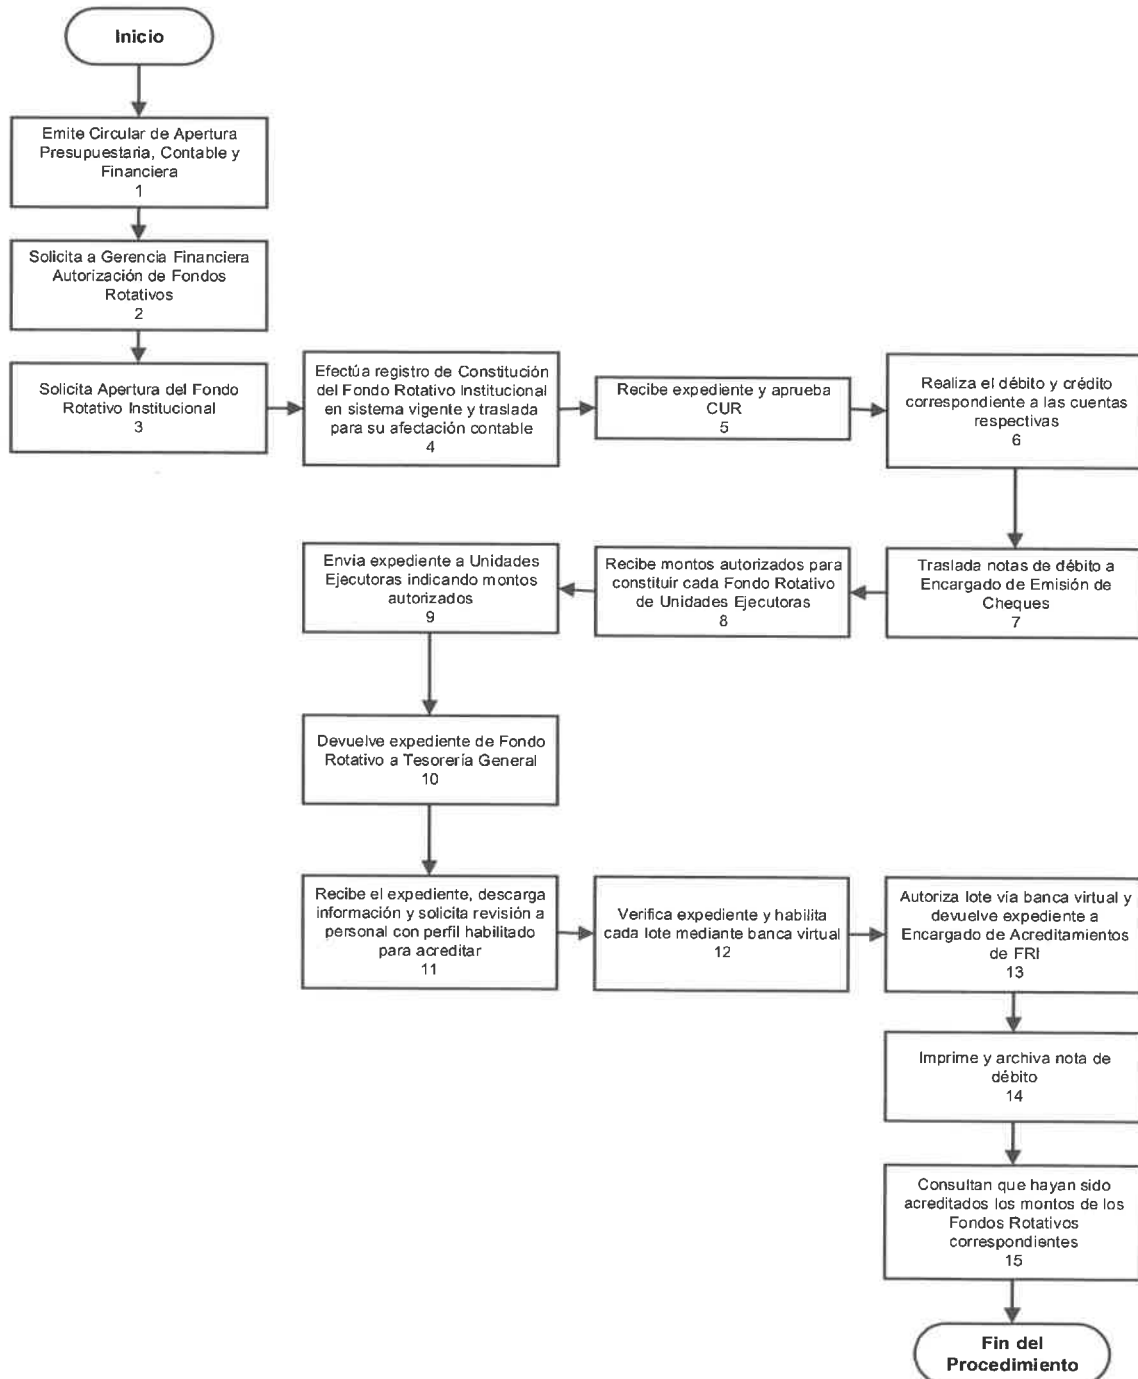 Inicio
Emite Circular de Apertura
Presupuestaria, Contable y
Financiera
1
Solicita a Gerencia Financiera
Autorización de Fondos
Rotativos
2
Solicita Apertura del Fondo
Rotativo Institucional
3
Efectúa registro de Constitución
del Fondo Rotativo Institucional
en sistema vigente y traslada
para su afectación contable
4
Recibe expediente y aprueba
CUR
5
Realiza el débito y crédito
correspondiente a las cuentas
respectivas
6
Traslada notas de débito a
Encargado de Emisión de
Cheques
7
Recibe montos autorizados para
constituir cada Fondo Rotativo
de Unidades Ejecutoras
8
Envia expediente a Unidades
Ejecutoras indicando montos
autorizados
9
Devuelve expediente de Fondo
Rotativo a Tesorería General
10
Recibe el expediente, descarga
información y solicita revisión a
personal con perfil habilitado
para acreditar
11
Verifica expediente y habilita
cada lote mediante banca virtual
12
Autoriza lote vía banca virtual y
devuelve expediente a
Encargado de Acreditamientos
de FRI
13
Imprime y archiva nota de
débito
14
Consultan que hayan sido
acreditados los montos de los
Fondos Rotativos
correspondientes
15
Fin del
Procedimiento